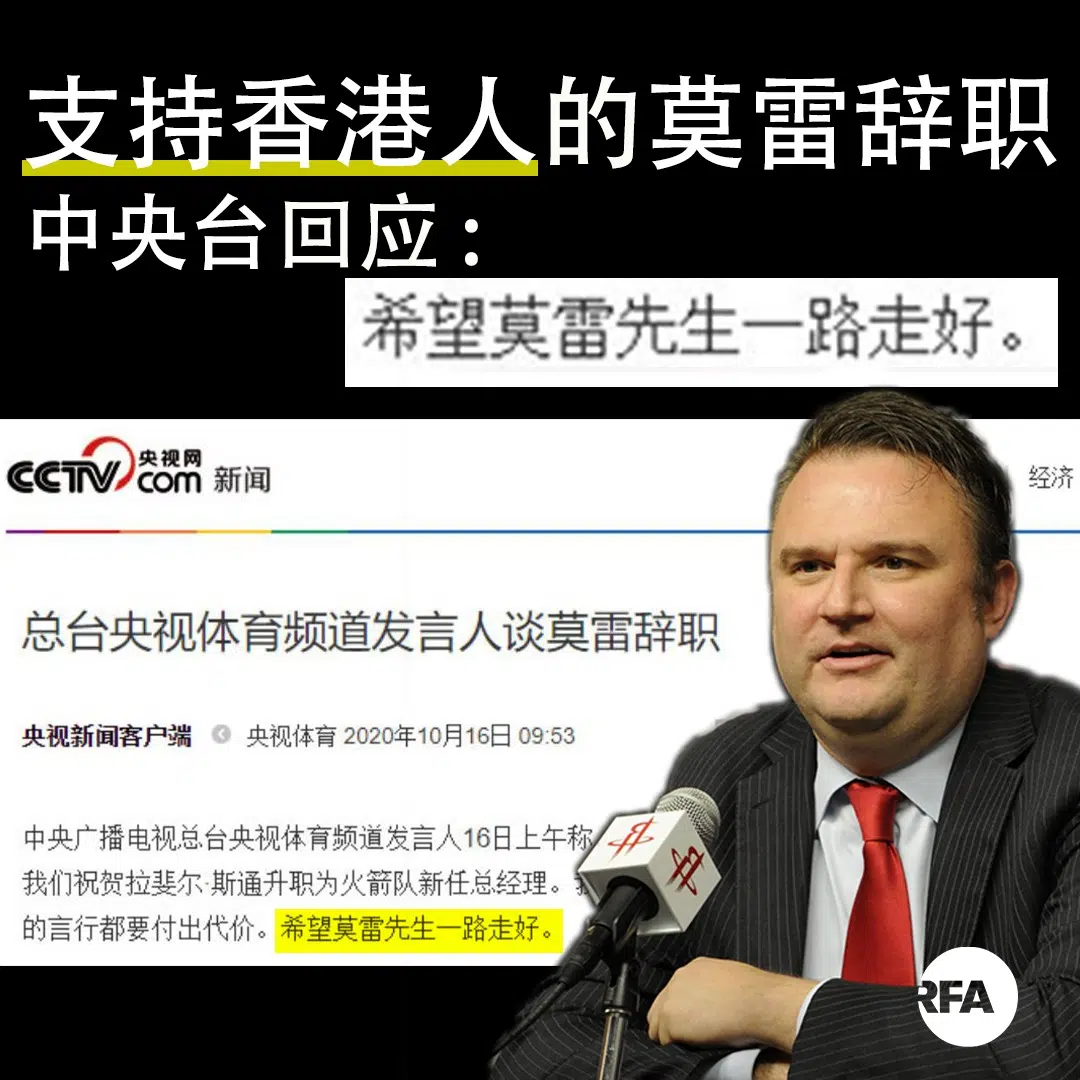 支持香港人的莫雷辞职
中央台回应：
希望莫雷先生一路走好。
CCTV.com 央视网 新闻
经济
总台央视体育频道发言人谈莫雷辞职
央视新闻客户端 央视体育 2020年10月16日 09:53
中央广播电视总台央视体育频道发言人16日上午称
我们祝贺拉斐尔·斯通升职为火箭队新任总经理。
的言行都要付出代价。希望莫雷先生一路走好。
RFA